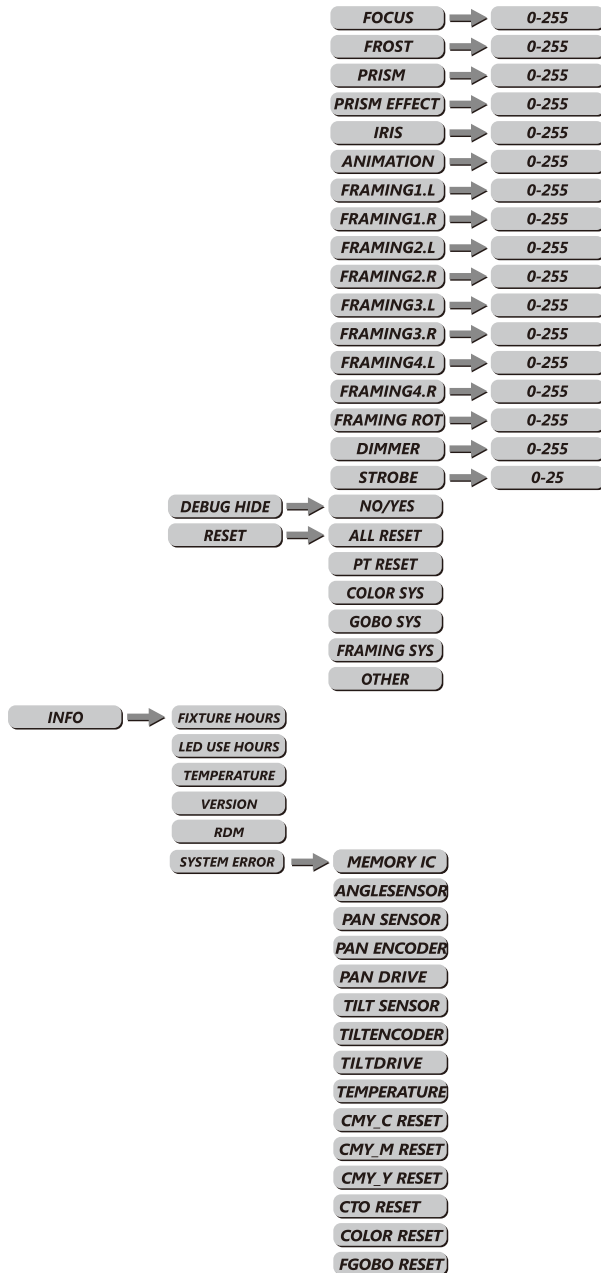 FOCUS 0-255
FROST 0-255
PRISM 0-255
PRISM EFFECT 0-255
IRIS 0-255
ANIMATION 0-255
FRAMING1.L 0-255
FRAMING1.R 0-255
FRAMING2.L 0-255
FRAMING2.R 0-255
FRAMING3.L 0-255
FRAMING3.R 0-255
FRAMING4.L 0-255
FRAMING4.R 0-255
FRAMING ROT 0-255
DIMMER 0-255
STROBE 0-25
DEBUG HIDE NO/YES
RESET ALL RESET
PT RESET
COLOR SYS
GOBO SYS
FRAMING SYS
OTHER
INFO FIXTURE HOURS
LED USE HOURS
TEMPERATURE
VERSION
RDM
SYSTEM ERROR MEMORY IC
ANGLESENSOR
PAN SENSOR
PAN ENCODER
PAN DRIVE
TILT SENSOR
TILTENCODER
TILTDRIVE
TEMPERATURE
CMY_C RESET
CMY_M RESET
CMY_Y RESET
CTO RESET
COLOR RESET
FGOBO RESET